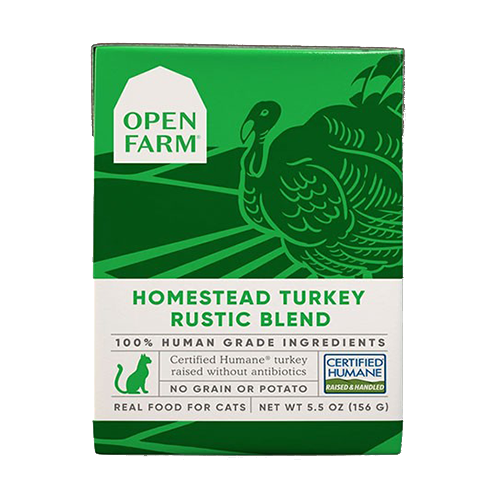 OPEN
FARM®
HOMESTEAD TURKEY
RUSTIC BLEND
100% HUMAN GRADE INGREDIENTS
Certified Humane® turkey
raised without antibiotics
NO GRAIN OR POTATO
CERTIFIED
HUMANE
RAISED & HANDLED
REAL FOOD FOR CATS NET WT 5.5 OZ (156 G)